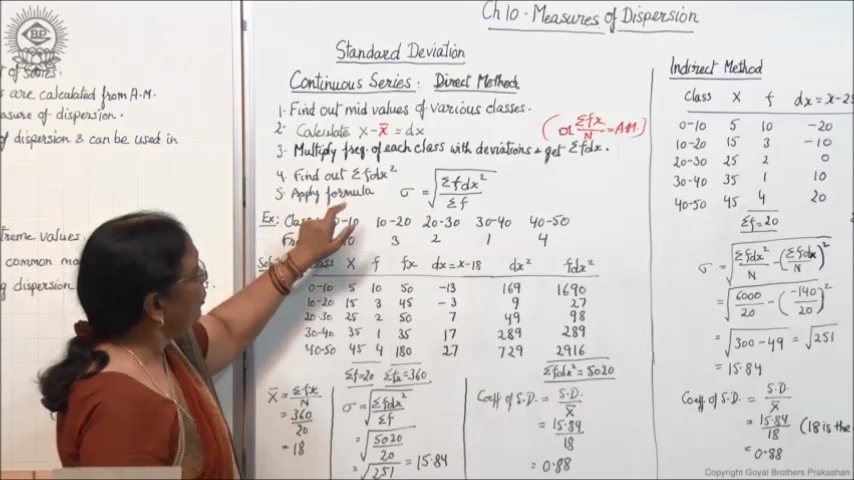 Ch 10 - Measures of Dispersion
of series.
s are calculated from A.M.
asure of dispersion.
of dispersion & can be used in
treme values.
common ma
g dispersion
Standard Deviation
Continuous Series : Direct Method
1. Find out mid values of various classes.
2. Calculate X-x̄ = dx (or Σfx/N = A.M.)
3. Multiply freq. of each class with deviations & get Σfdx.
4. Find out Σfdx²
5. Apply formula σ = √(Σfdx²/Σf)
Ex: Class 0-10 10-20 20-30 30-40 40-50
10 3 2 1 4
Class X f fx dx = x-18 dx² fdx²
0-10 5 10 50 -13 169 1690
10-20 15 3 45 -3 9 27
20-30 25 2 50 7 49 98
30-40 35 1 35 17 289 289
40-50 45 4 180 27 729 2916
Σf=20 Σfx=360 Σfdx²=5020
X̄ = Σfx/N
= 360/20
= 18
σ = √(Σfdx²/Σf)
= √(5020/20)
= √251 = 15.84
Coeff of S.D. = S.D./X̄
= 15.84/18
= 0.88
Indirect Method
Class X f dx = x-25
0-10 5 10 -20
10-20 15 3 -10
20-30 25 2 0
30-40 35 1 10
40-50 45 4 20
Σf=20
σ = √(Σfdx²/N - (Σfdx/N)²)
= √(6000/20 - (-140/20)²)
= √(300-49) = √251
= 15.84
Coeff. of S.D. = S.D./X̄
= 15.84/18 (18 is the
= 0.88
Copyright Goyal Brothers Prakashan